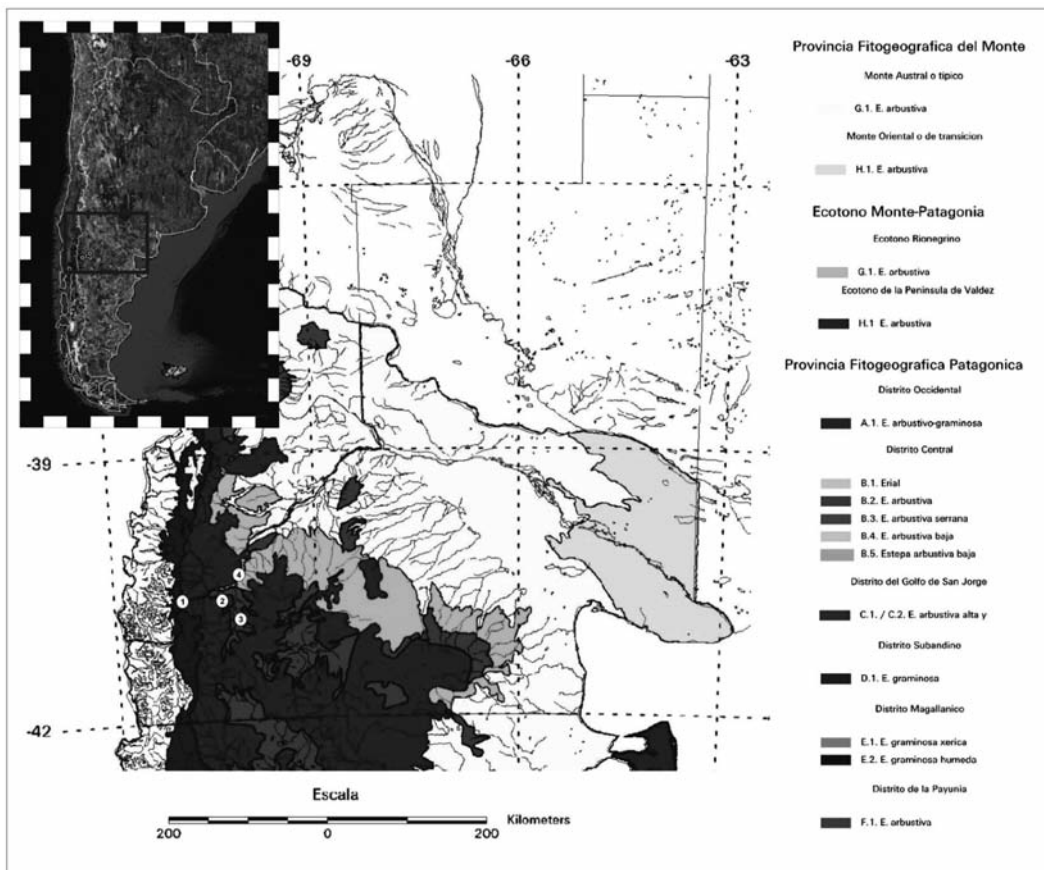 -69
-66
-63
-39
-42
1
2
3
4
Escala
200
0
200
Kilometers
Provincia Fitogeografica del Monte
Monte Austral o tipico
G.1. E. arbustiva
Monte Oriental o de transicion
H.1. E. arbustiva
Ecotono Monte-Patagonia
Ecotono Rionegrino
G.1. E. arbustiva
Ecotono de la Peninsula de Valdez
H.1 E. arbustiva
Provincia Fitogeografica Patagonica
Distrito Occidental
A.1. E. arbustivo-graminosa
Distrito Central
B.1. Erial
B.2. E. arbustiva
B.3. E. arbustiva serrana
B.4. E. arbustiva baja
B.5. Estepa arbustiva baja
Distrito del Golfo de San Jorge
C.1. / C.2. E. arbustiva alta y
Distrito Subandino
D.1. E. graminosa
Distrito Magallanico
E.1. E. graminosa xerica
E.2. E. graminosa humeda
Distrito de la Payunia
F.1. E. arbustiva